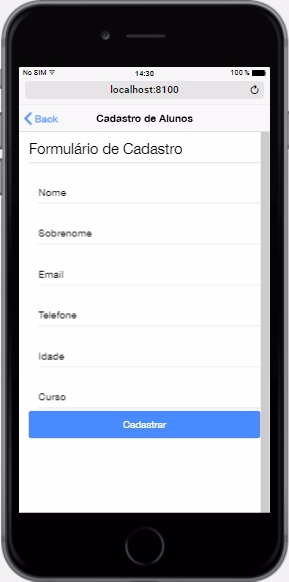 No SIM 14:30 100 %
localhost:8100
Back Cadastro de Alunos
Formulário de Cadastro
Nome
Sobrenome
Email
Telefone
Idade
Curso
Cadastrar